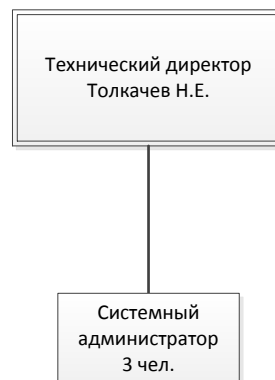 Технический директор
Толкачев Н.Е.
Системный
администратор
3 чел.